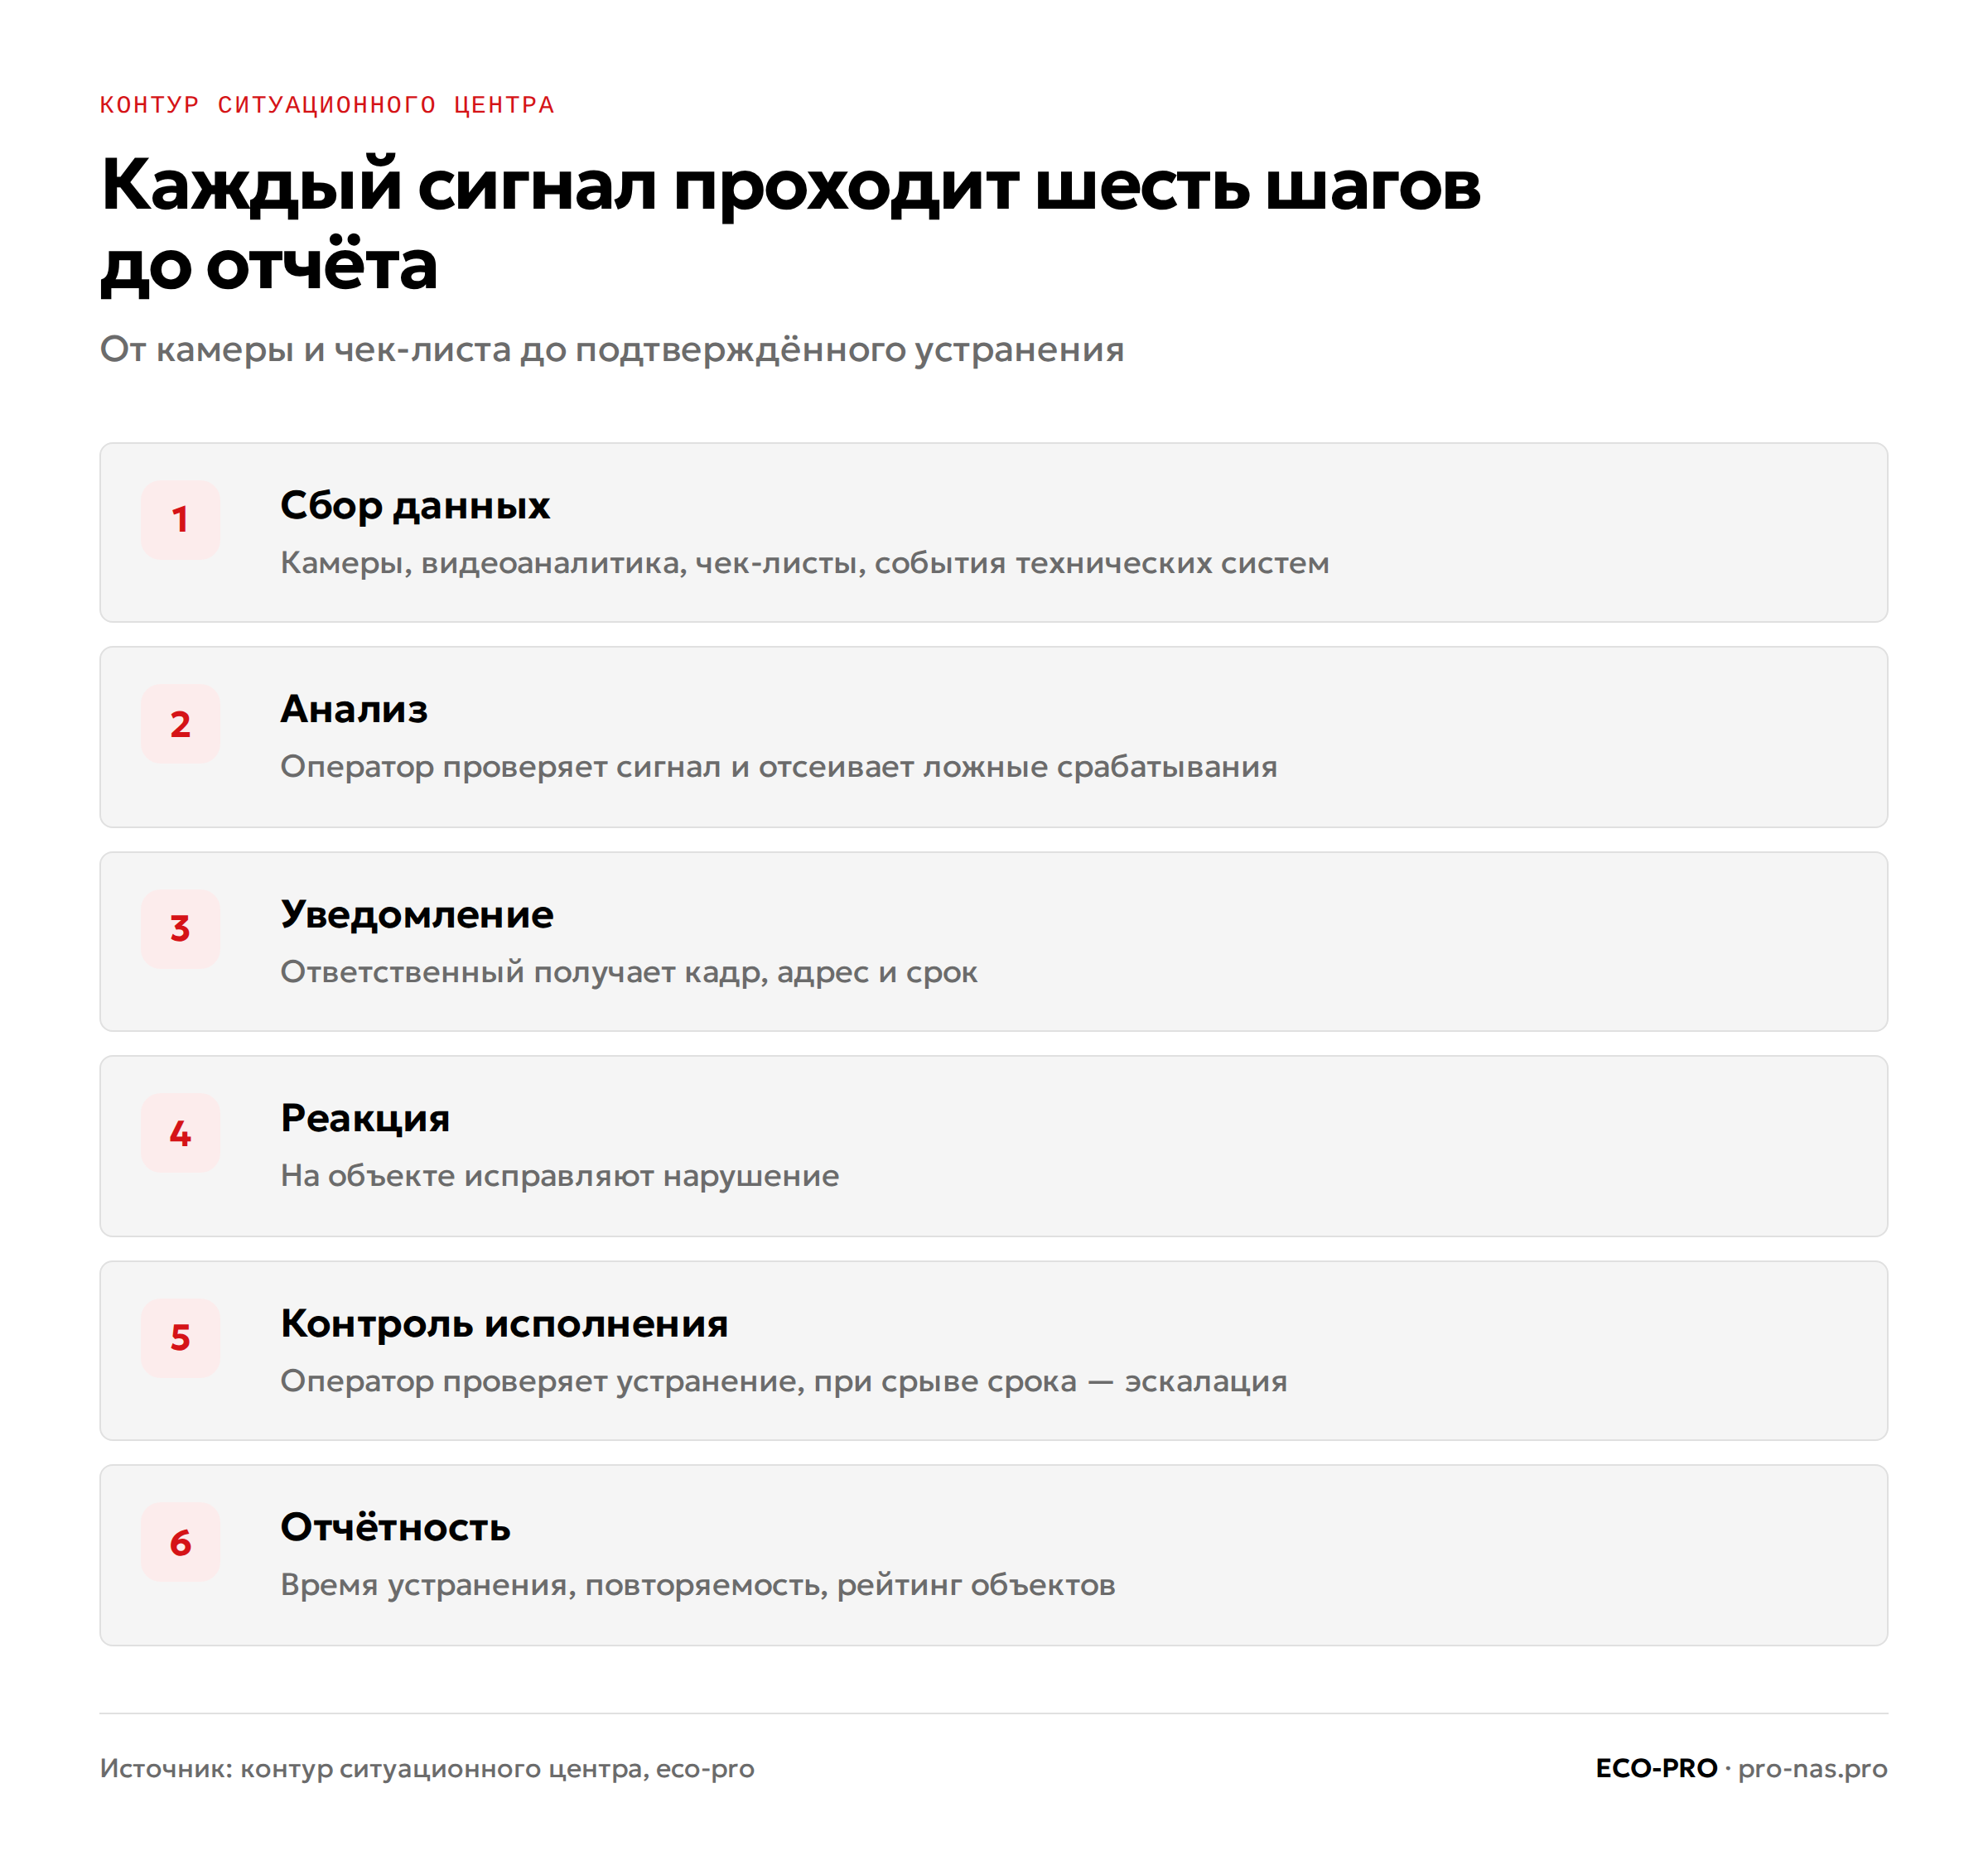 КОНТУР СИТУАЦИОННОГО ЦЕНТРА
Каждый сигнал проходит шесть шагов
до отчёта
От камеры и чек-листа до подтверждённого устранения
1
Сбор данных
Камеры, видеоаналитика, чек-листы, события технических систем
2
Анализ
Оператор проверяет сигнал и отсеивает ложные срабатывания
3
Уведомление
Ответственный получает кадр, адрес и срок
4
Реакция
На объекте исправляют нарушение
5
Контроль исполнения
Оператор проверяет устранение, при срыве срока — эскалация
6
Отчётность
Время устранения, повторяемость, рейтинг объектов
Источник: контур ситуационного центра, eco-pro
ECO-PRO · pro-nas.pro